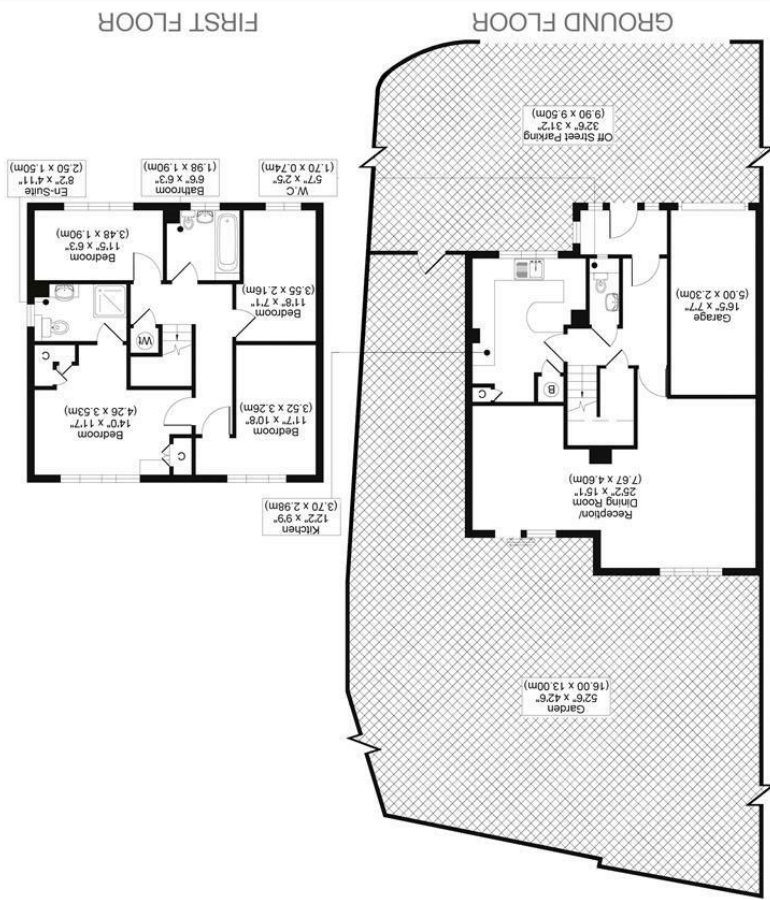 Garden
52'6" x 42'6"
(16.00 x 13.00m)
Reception/
Dining Room
25'2" x 15'1"
(7.67 x 4.60m)
Kitchen
12'2" x 9'9"
(3.70 x 2.98m)
C
B
Garage
16'5" x 7'7"
(5.00 x 2.30m)
Off Street Parking
32'6" x 31'2"
(9.90 x 9.50m)
GROUND FLOOR
Bedroom
11'7" x 10'8"
(3.52 x 3.26m)
C
Bedroom
14'0" x 11'7"
(4.26 x 3.53m)
C
Wt
Bedroom
11'8" x 7'1"
(3.55 x 2.16m)
Bedroom
11'5" x 6'3"
(3.48 x 1.90m)
W.C
5'7" x 2'5"
(1.70 x 0.74m)
Bathroom
6'6" x 6'3"
(1.98 x 1.90m)
En-Suite
8'2" x 4'11"
(2.50 x 1.50m)
FIRST FLOOR